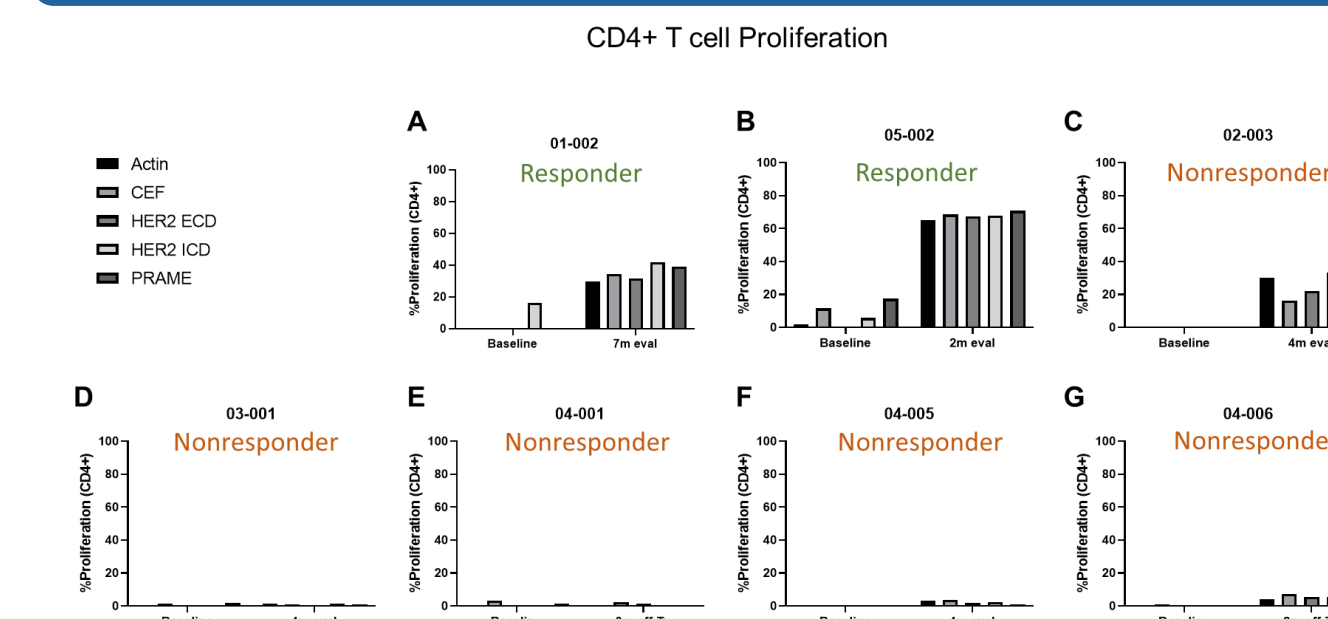 CD4+ T cell Proliferation
Actin
CEF
HER2 ECD
HER2 ICD
PRAME
A
01-002
Responder
%Proliferation (CD4+)
100
80
60
40
20
0
Baseline
7m eval
B
05-002
Responder
%Proliferation (CD4+)
100
80
60
40
20
0
Baseline
2m eval
C
02-003
Nonresponder
%Proliferation (CD4+)
100
80
60
40
20
0
Baseline
4m eva
D
03-001
Nonresponder
%Proliferation (CD4+)
100
80
60
40
20
0
E
04-001
Nonresponder
%Proliferation (CD4+)
100
80
60
40
20
0
F
04-005
Nonresponder
%Proliferation (CD4+)
100
80
60
40
20
0
G
04-006
Nonresponde
%Proliferation (CD4+)
100
80
60
40
20
0